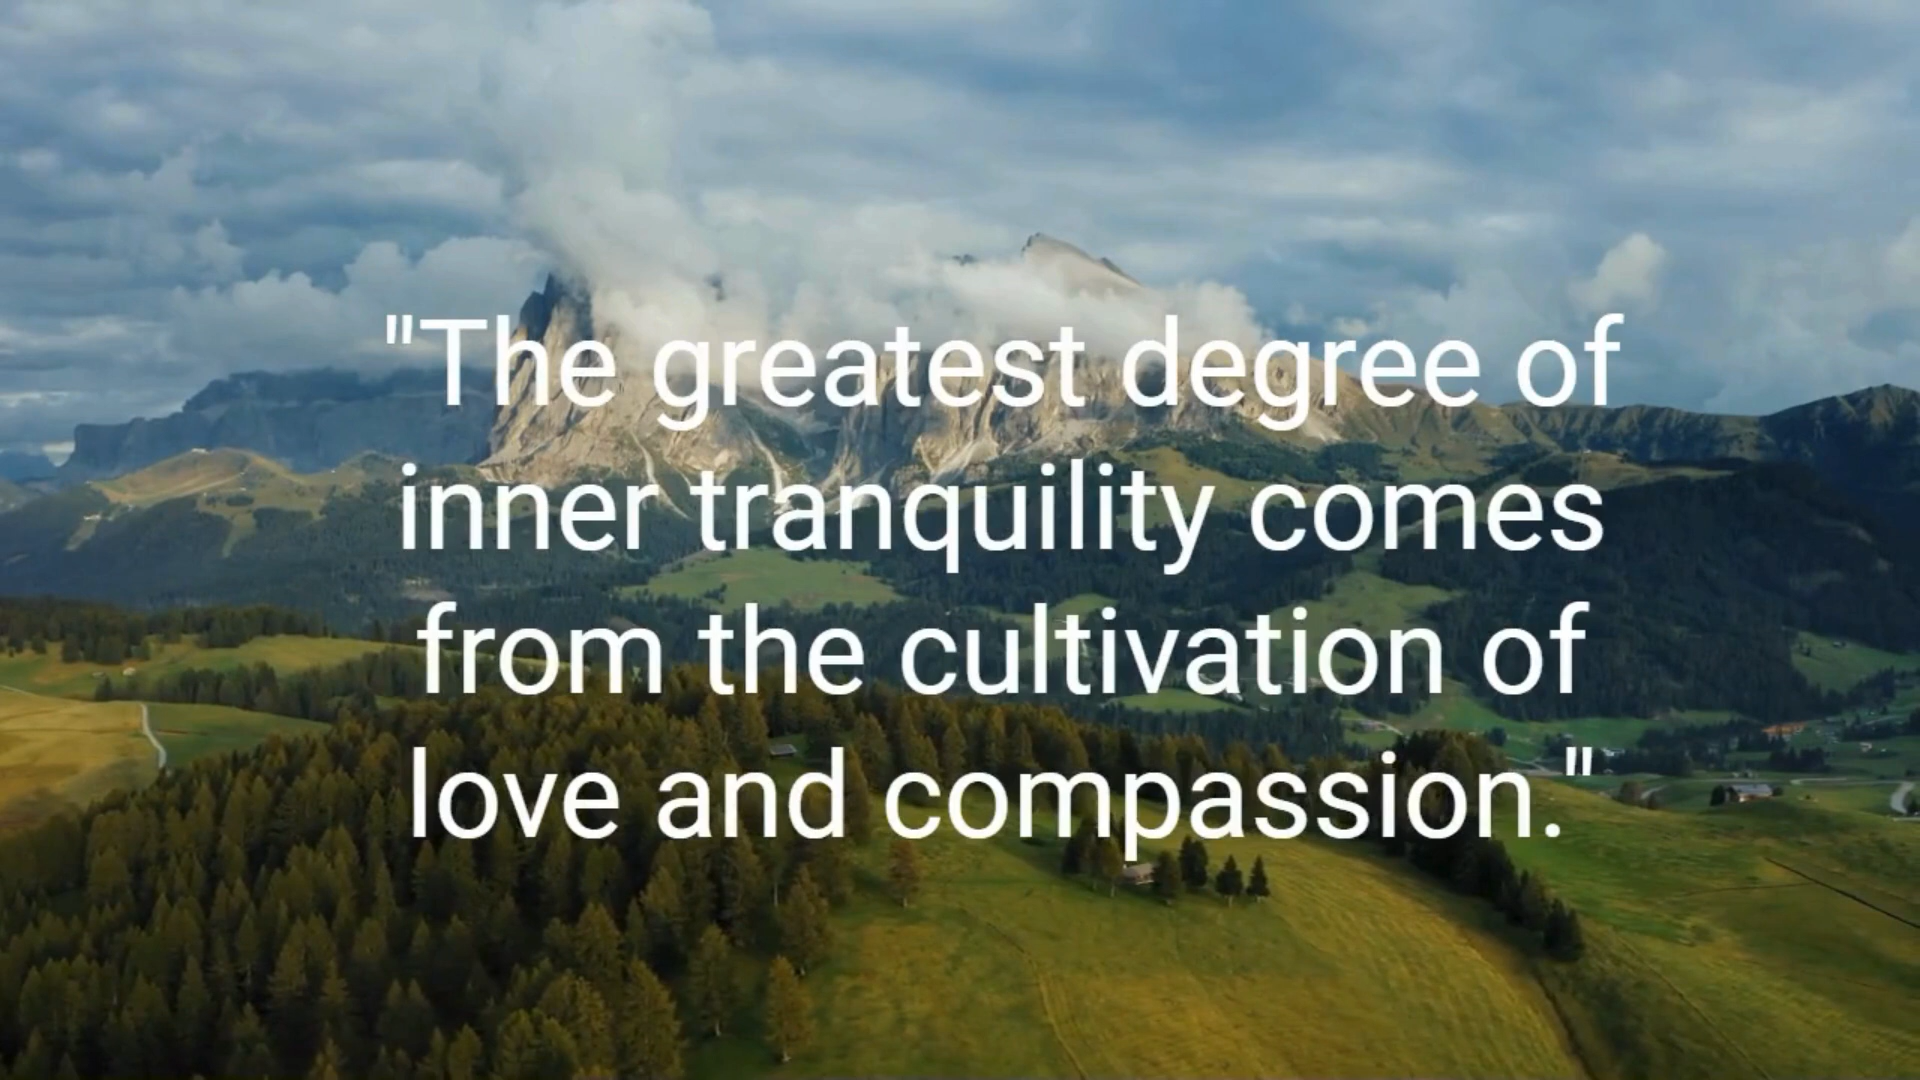 "The greatest degree of
inner tranquility comes
from the cultivation of
love and compassion."